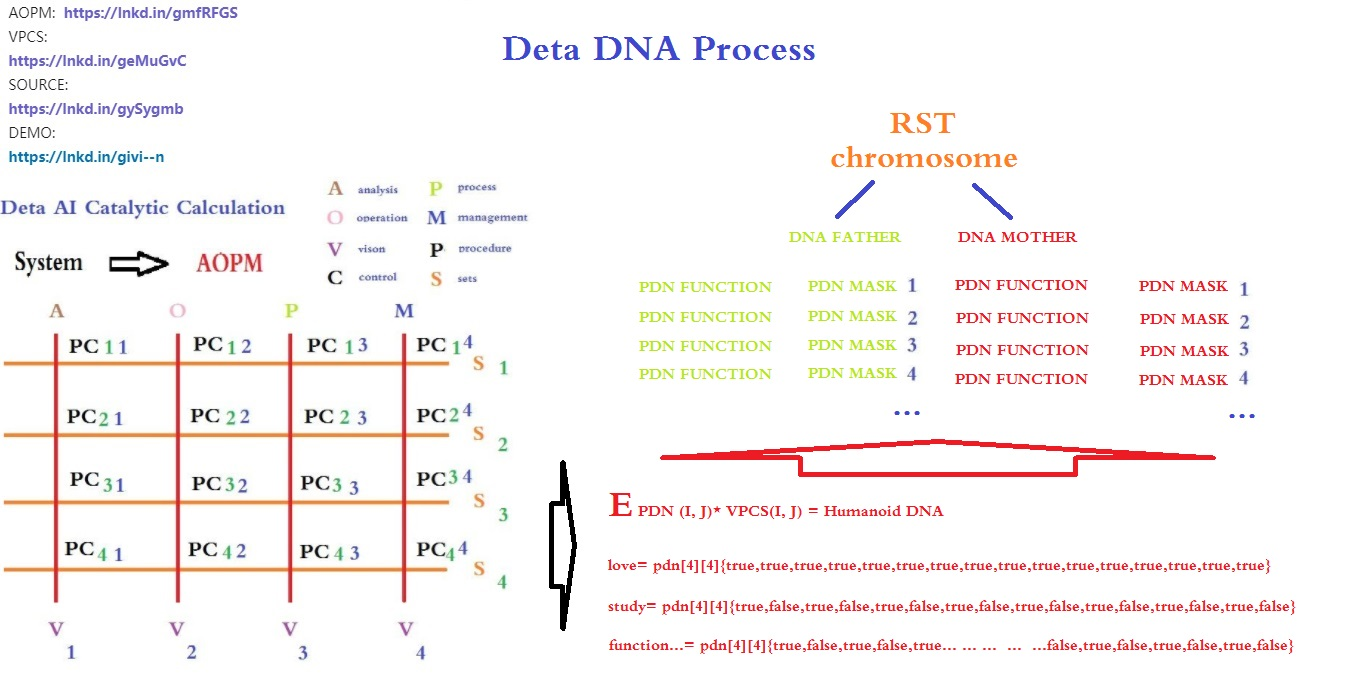 AOPM: https://lnkd.in/gmfRFGS
VPCS:
https://lnkd.in/geMuGvC
SOURCE:
https://lnkd.in/gySygmb
DEMO:
https://lnkd.in/givi--n
Deta DNA Process
RST
chromosome
DNA FATHER DNA MOTHER
PDN FUNCTION PDN MASK 1 PDN FUNCTION PDN MASK 1
PDN FUNCTION PDN MASK 2 PDN FUNCTION PDN MASK 2
PDN FUNCTION PDN MASK 3 PDN FUNCTION PDN MASK 3
PDN FUNCTION PDN MASK 4 PDN FUNCTION PDN MASK 4
... ...
A analysis P process
O operation M management
V vison P procedure
C control S sets
Deta AI Catalytic Calculation
System AOPM
A O P M
PC 1 1 PC 1 2 PC 1 3 PC 1 4
S 1
PC 2 1 PC 2 2 PC 2 3 PC 2 4
S 2
PC 3 1 PC 3 2 PC 3 3 PC 3 4
S 3
PC 4 1 PC 4 2 PC 4 3 PC 4 4
S 4
V 1 V 2 V 3 V 4
E PDN (I, J)* VPCS(I, J) = Humanoid DNA
love= pdn[4][4]{true,true,true,true,true,true,true,true,true,true,true,true,true,true,true,true}
study= pdn[4][4]{true,false,true,false,true,false,true,false,true,false,true,false,true,false,true,false}
function...= pdn[4][4]{true,false,true,false,true... ... ... ... ...false,true,false,true,false,true,false}